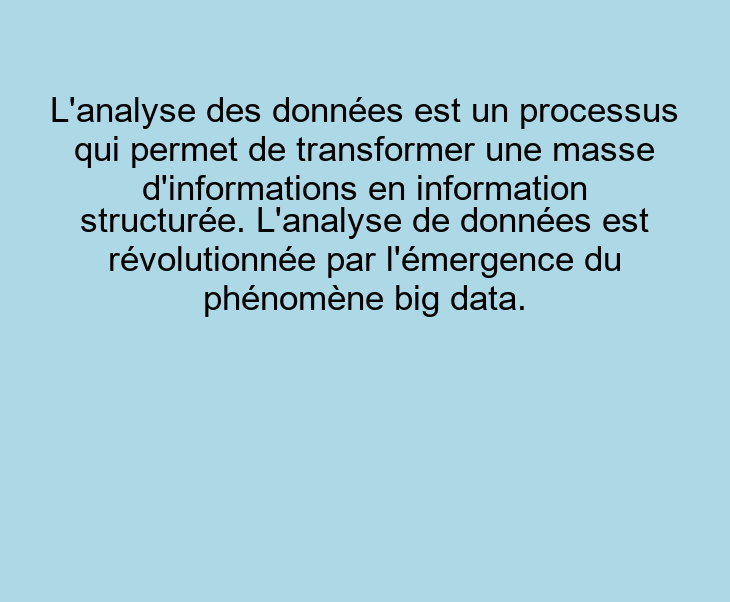 L'analyse des données est un processus
qui permet de transformer une masse
d'informations en information
structurée. L'analyse de données est
révolutionnée par l'émergence du
phénomène big data.